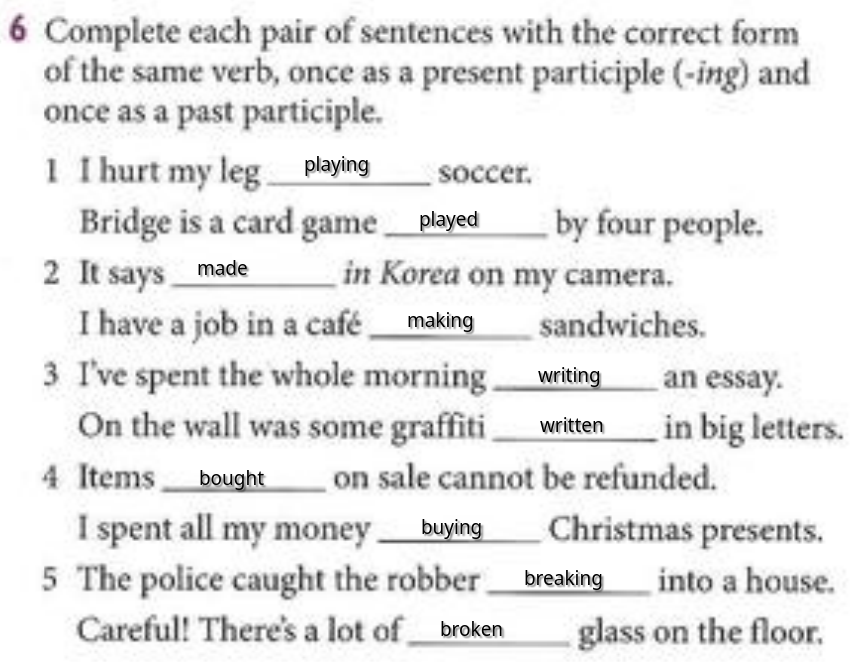 6 Complete each pair of sentences with the correct form
of the same verb, once as a present participle (-ing) and
once as a past participle.
1 I hurt my leg playing soccer.
Bridge is a card game played by four people.
2 It says made in Korea on my camera.
I have a job in a café making sandwiches.
3 I've spent the whole morning writing an essay.
On the wall was some graffiti written in big letters.
4 Items bought on sale cannot be refunded.
I spent all my money buying Christmas presents.
5 The police caught the robber breaking into a house.
Careful! There's a lot of broken glass on the floor.